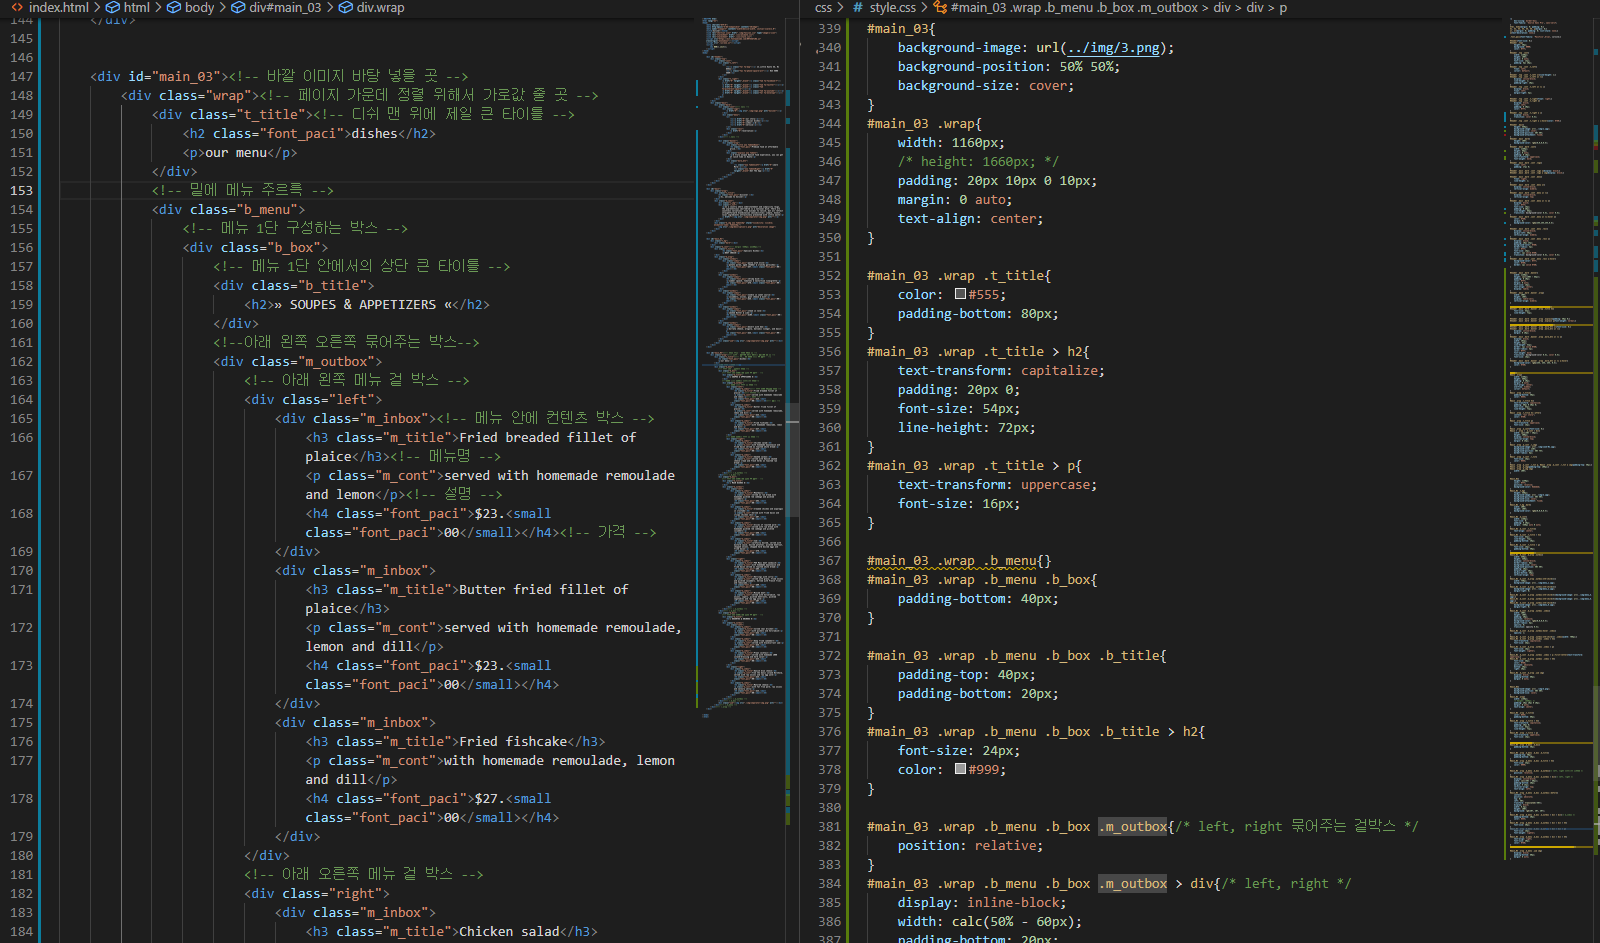 index.html > html > body > div#main_03 > div.wrap
144 </div>
145
146
147 <div id="main_03"><!-- 바깥 이미지 바탕 넣을 곳 -->
148 <div class="wrap"><!-- 페이지 가운데 정렬 위해서 가로값 줄 곳 -->
149 <div class="t_title"><!-- 디쉬 맨 위에 제일 큰 타이틀 -->
150 <h2 class="font_paci">dishes</h2>
151 <p>our menu</p>
152 </div>
153 <!-- 밑에 메뉴 주르륵 -->
154 <div class="b_menu">
155 <!-- 메뉴 1단 구성하는 박스 -->
156 <div class="b_box">
157 <!-- 메뉴 1단 안에서의 상단 큰 타이틀 -->
158 <div class="b_title">
159 <h2>» SOUPES & APPETIZERS «</h2>
160 </div>
161 <!--아래 왼쪽 오른쪽 묶어주는 박스-->
162 <div class="m_outbox">
163 <!-- 아래 왼쪽 메뉴 겉 박스 -->
164 <div class="left">
165 <div class="m_inbox"><!-- 메뉴 안에 컨텐츠 박스 -->
166 <h3 class="m_title">Fried breaded fillet of
plaice</h3><!-- 메뉴명 -->
167 <p class="m_cont">served with homemade remoulade
and lemon</p><!-- 설명 -->
168 <h4 class="font_paci">$23.<small
class="font_paci">00</small></h4><!-- 가격 -->
169 </div>
170 <div class="m_inbox">
171 <h3 class="m_title">Butter fried fillet of
plaice</h3>
172 <p class="m_cont">served with homemade remoulade,
lemon and dill</p>
173 <h4 class="font_paci">$23.<small
class="font_paci">00</small></h4>
174 </div>
175 <div class="m_inbox">
176 <h3 class="m_title">Fried fishcake</h3>
177 <p class="m_cont">with homemade remoulade, lemon
and dill</p>
178 <h4 class="font_paci">$27.<small
class="font_paci">00</small></h4>
179 </div>
180 </div>
181 <!-- 아래 오른쪽 메뉴 겉 박스 -->
182 <div class="right">
183 <div class="m_inbox">
184 <h3 class="m_title">Chicken salad</h3>
css > # style.css > #main_03 .wrap .b_menu .b_box .m_outbox > div > div > p
339 #main_03{
340 background-image: url(../img/3.png);
341 background-position: 50% 50%;
342 background-size: cover;
343 }
344 #main_03 .wrap{
345 width: 1160px;
346 /* height: 1660px; */
347 padding: 20px 10px 0 10px;
348 margin: 0 auto;
349 text-align: center;
350 }
351
352 #main_03 .wrap .t_title{
353 color: #555;
354 padding-bottom: 80px;
355 }
356 #main_03 .wrap .t_title > h2{
357 text-transform: capitalize;
358 padding: 20px 0;
359 font-size: 54px;
360 line-height: 72px;
361 }
362 #main_03 .wrap .t_title > p{
363 text-transform: uppercase;
364 font-size: 16px;
365 }
366
367 #main_03 .wrap .b_menu{}
368 #main_03 .wrap .b_menu .b_box{
369 padding-bottom: 40px;
370 }
371
372 #main_03 .wrap .b_menu .b_box .b_title{
373 padding-top: 40px;
374 padding-bottom: 20px;
375 }
376 #main_03 .wrap .b_menu .b_box .b_title > h2{
377 font-size: 24px;
378 color: #999;
379 }
380
381 #main_03 .wrap .b_menu .b_box .m_outbox{/* left, right 묶어주는 겉박스 */
382 position: relative;
383 }
384 #main_03 .wrap .b_menu .b_box .m_outbox > div{/* left, right */
385 display: inline-block;
386 width: calc(50% - 60px);
387 padding-bottom: 20px;